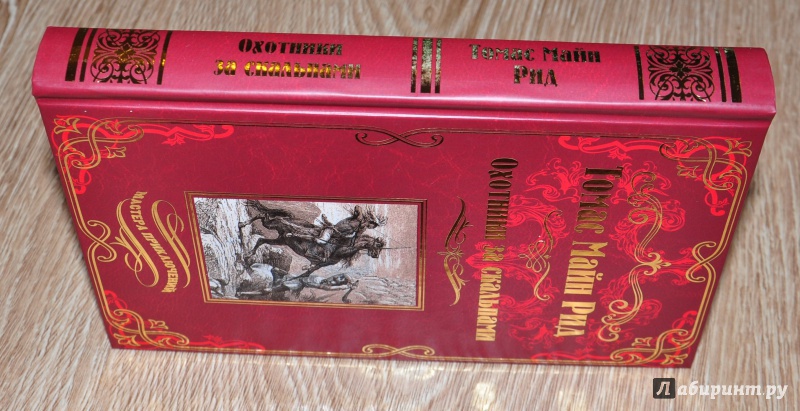 Охотники
за скальпами
Томас Майн
Рид
Томас Майн Рид
Охотники за скальпами
Мастера приключений
Лабиринт.ру